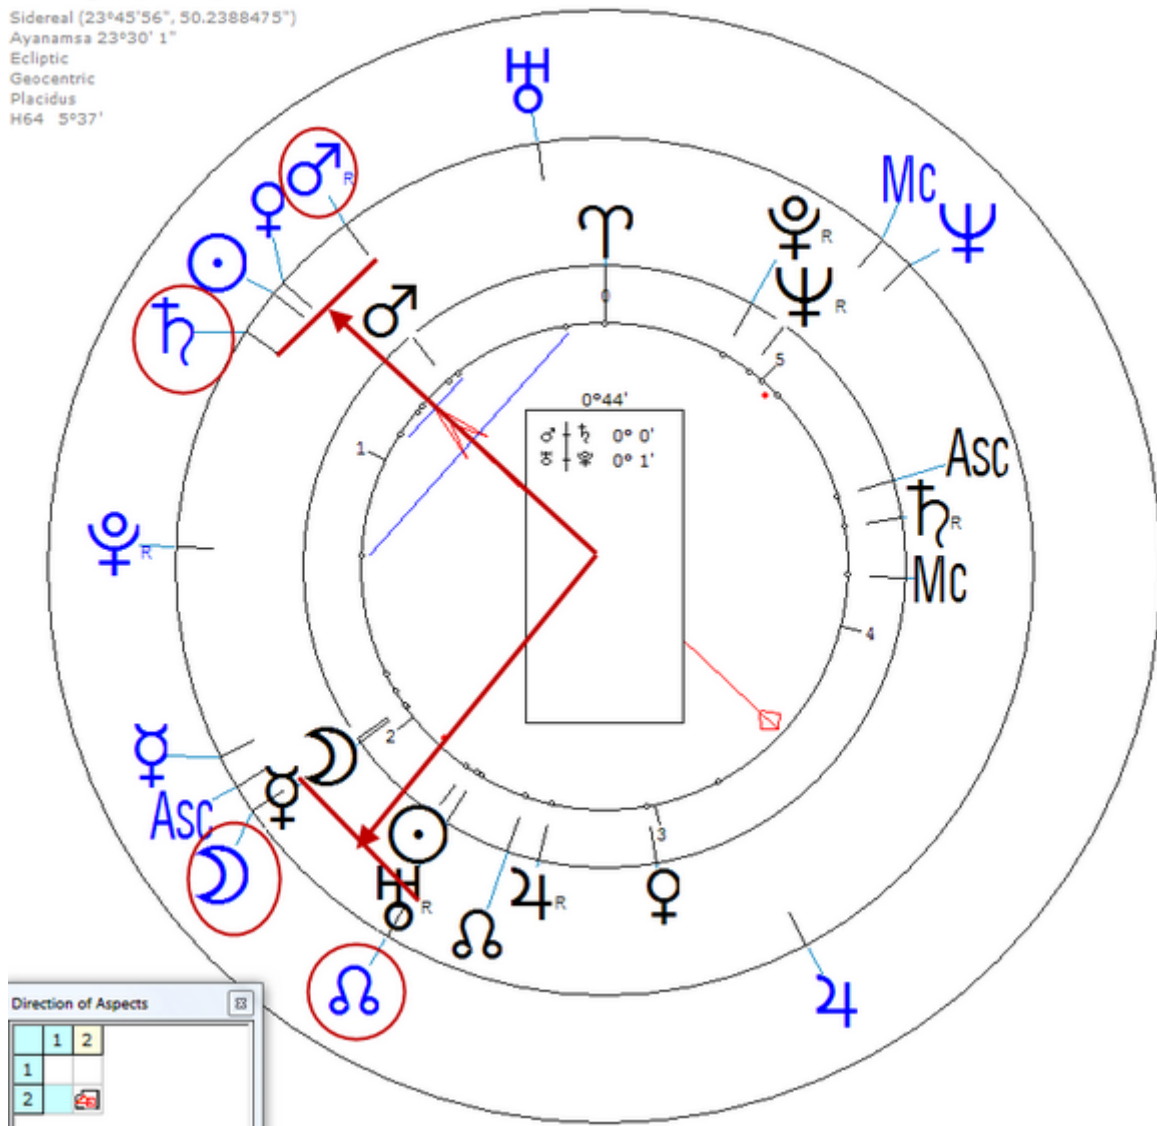 Sidereal (23°45'56", 50.2388475")
Ayanamsa 23°30' 1"
Ecliptic
Geocentric
Placidus
H64 5°37'
♅
♂ R
♀
☉
♄
Mc
♆
♇ R
♈
♆ R
♂
0
5
0°44'
♂ ♄ 0° 0'
♅ ♇ 0° 1'
1
Asc
♄ R
♇ R
Mc
4
2
☿
☽
☿
Asc
☉
3
☽
♅ R
♃ R
♀
☊
☊
♃
Direction of Aspects
1 2
1
2